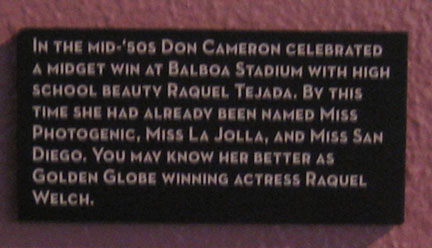 In the mid-'50s Don Cameron celebrated
a midget win at Balboa Stadium with high
school beauty Raquel Tejada. By this
time she had already been named Miss
Photogenic, Miss La Jolla, and Miss San
Diego. You may know her better as
Golden Globe winning actress Raquel
Welch.